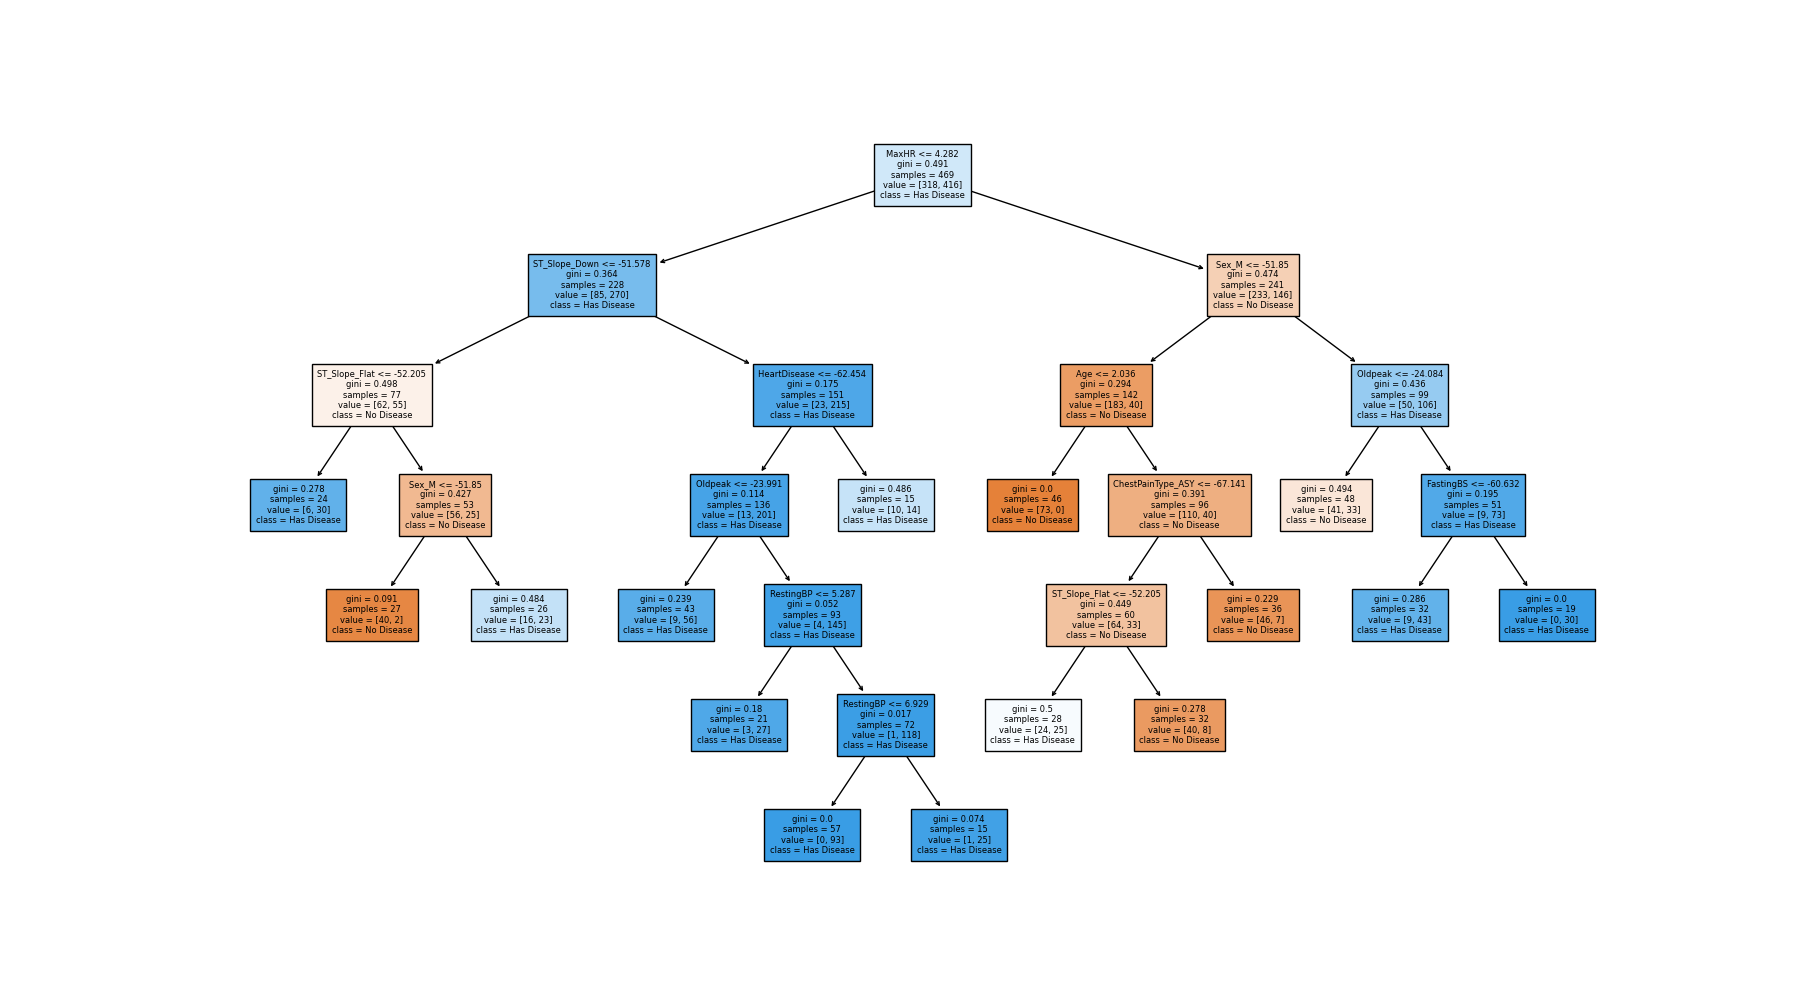 MaxHR <= 4.282
gini = 0.491
samples = 469
value = [318, 416]
class = Has Disease
ST_Slope_Down <= -51.578
gini = 0.364
samples = 228
value = [85, 270]
class = Has Disease
Sex_M <= -51.85
gini = 0.474
samples = 241
value = [233, 146]
class = No Disease
ST_Slope_Flat <= -52.205
gini = 0.498
samples = 77
value = [62, 55]
class = No Disease
HeartDisease <= -62.454
gini = 0.175
samples = 151
value = [23, 215]
class = Has Disease
Age <= 2.036
gini = 0.294
samples = 142
value = [183, 40]
class = No Disease
Oldpeak <= -24.084
gini = 0.436
samples = 99
value = [50, 106]
class = Has Disease
gini = 0.278
samples = 24
value = [6, 30]
class = Has Disease
Sex_M <= -51.85
gini = 0.427
samples = 53
value = [56, 25]
class = No Disease
Oldpeak <= -23.991
gini = 0.114
samples = 136
value = [13, 201]
class = Has Disease
gini = 0.486
samples = 15
value = [10, 14]
class = Has Disease
gini = 0.0
samples = 46
value = [73, 0]
class = No Disease
ChestPainType_ASY <= -67.141
gini = 0.391
samples = 96
value = [110, 40]
class = No Disease
gini = 0.494
samples = 48
value = [41, 33]
class = No Disease
FastingBS <= -60.632
gini = 0.195
samples = 51
value = [9, 73]
class = Has Disease
gini = 0.091
samples = 27
value = [40, 2]
class = No Disease
gini = 0.484
samples = 26
value = [16, 23]
class = Has Disease
gini = 0.239
samples = 43
value = [9, 56]
class = Has Disease
RestingBP <= 5.287
gini = 0.052
samples = 93
value = [4, 145]
class = Has Disease
ST_Slope_Flat <= -52.205
gini = 0.449
samples = 60
value = [64, 33]
class = No Disease
gini = 0.229
samples = 36
value = [46, 7]
class = No Disease
gini = 0.286
samples = 32
value = [9, 43]
class = Has Disease
gini = 0.0
samples = 19
value = [0, 30]
class = Has Disease
gini = 0.18
samples = 21
value = [3, 27]
class = Has Disease
RestingBP <= 6.929
gini = 0.017
samples = 72
value = [1, 118]
class = Has Disease
gini = 0.5
samples = 28
value = [24, 25]
class = Has Disease
gini = 0.278
samples = 32
value = [40, 8]
class = No Disease
gini = 0.0
samples = 57
value = [0, 93]
class = Has Disease
gini = 0.074
samples = 15
value = [1, 25]
class = Has Disease